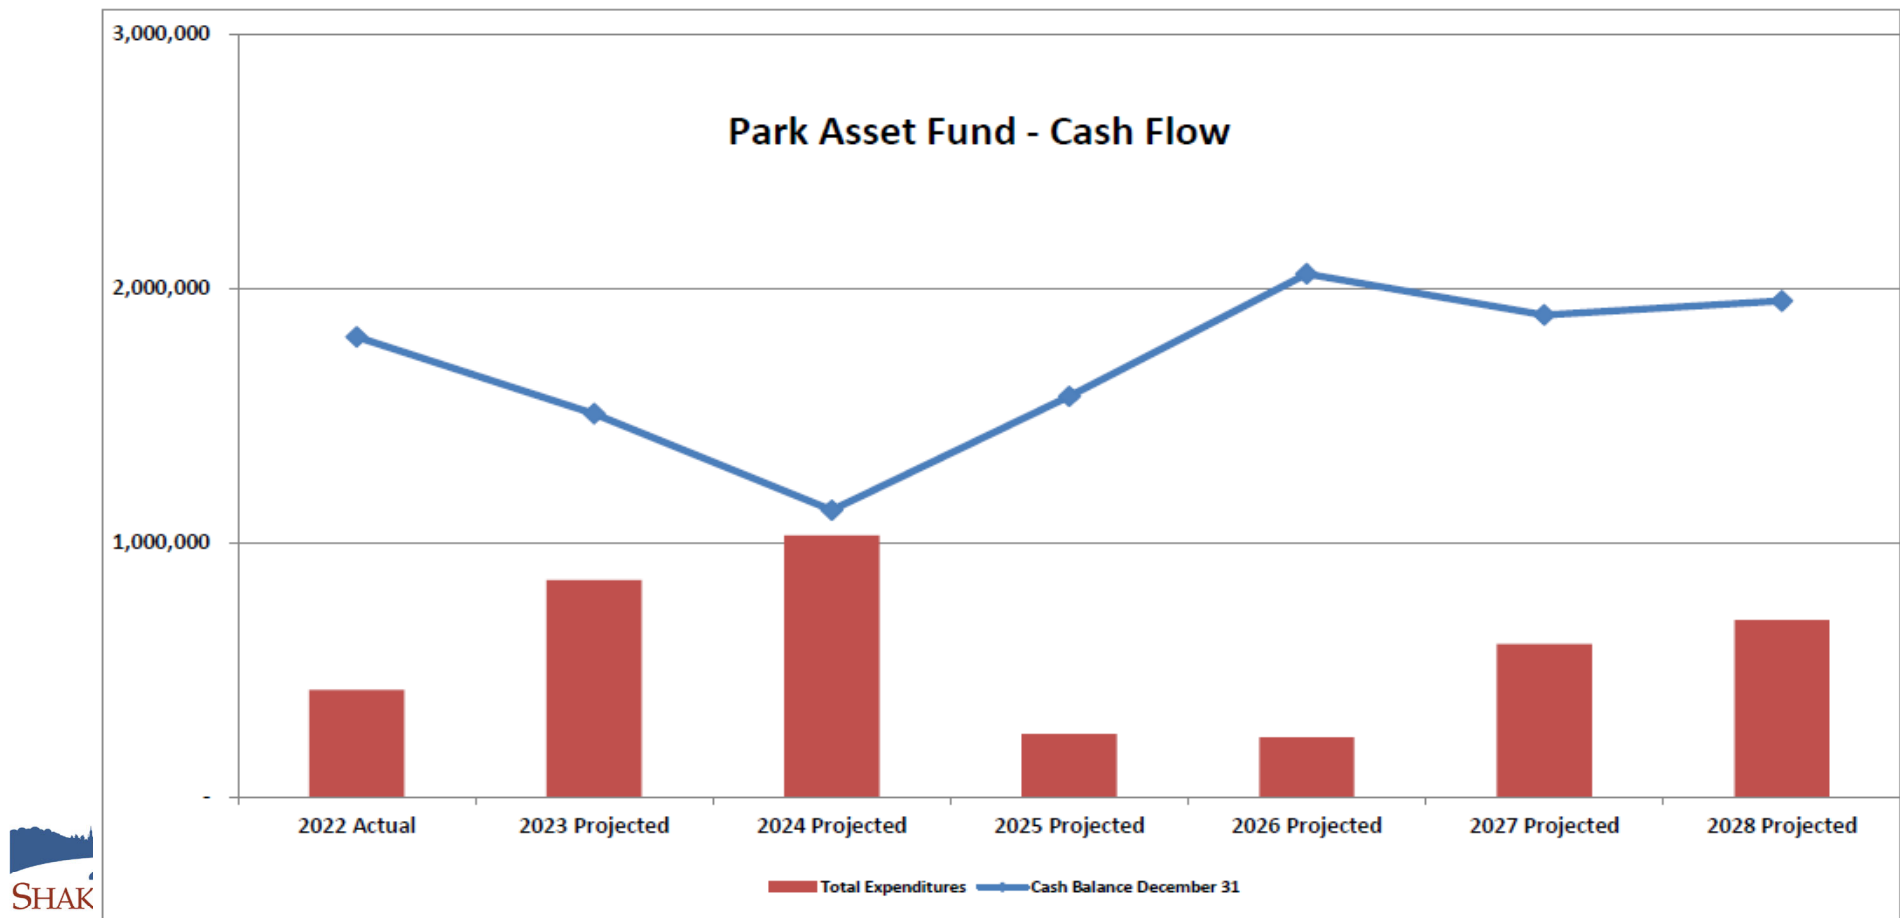 3,000,000
Park Asset Fund - Cash Flow
2,000,000
1,000,000
-
2022 Actual 2023 Projected 2024 Projected 2025 Projected 2026 Projected 2027 Projected 2028 Projected
Total Expenditures Cash Balance December 31
SHAK